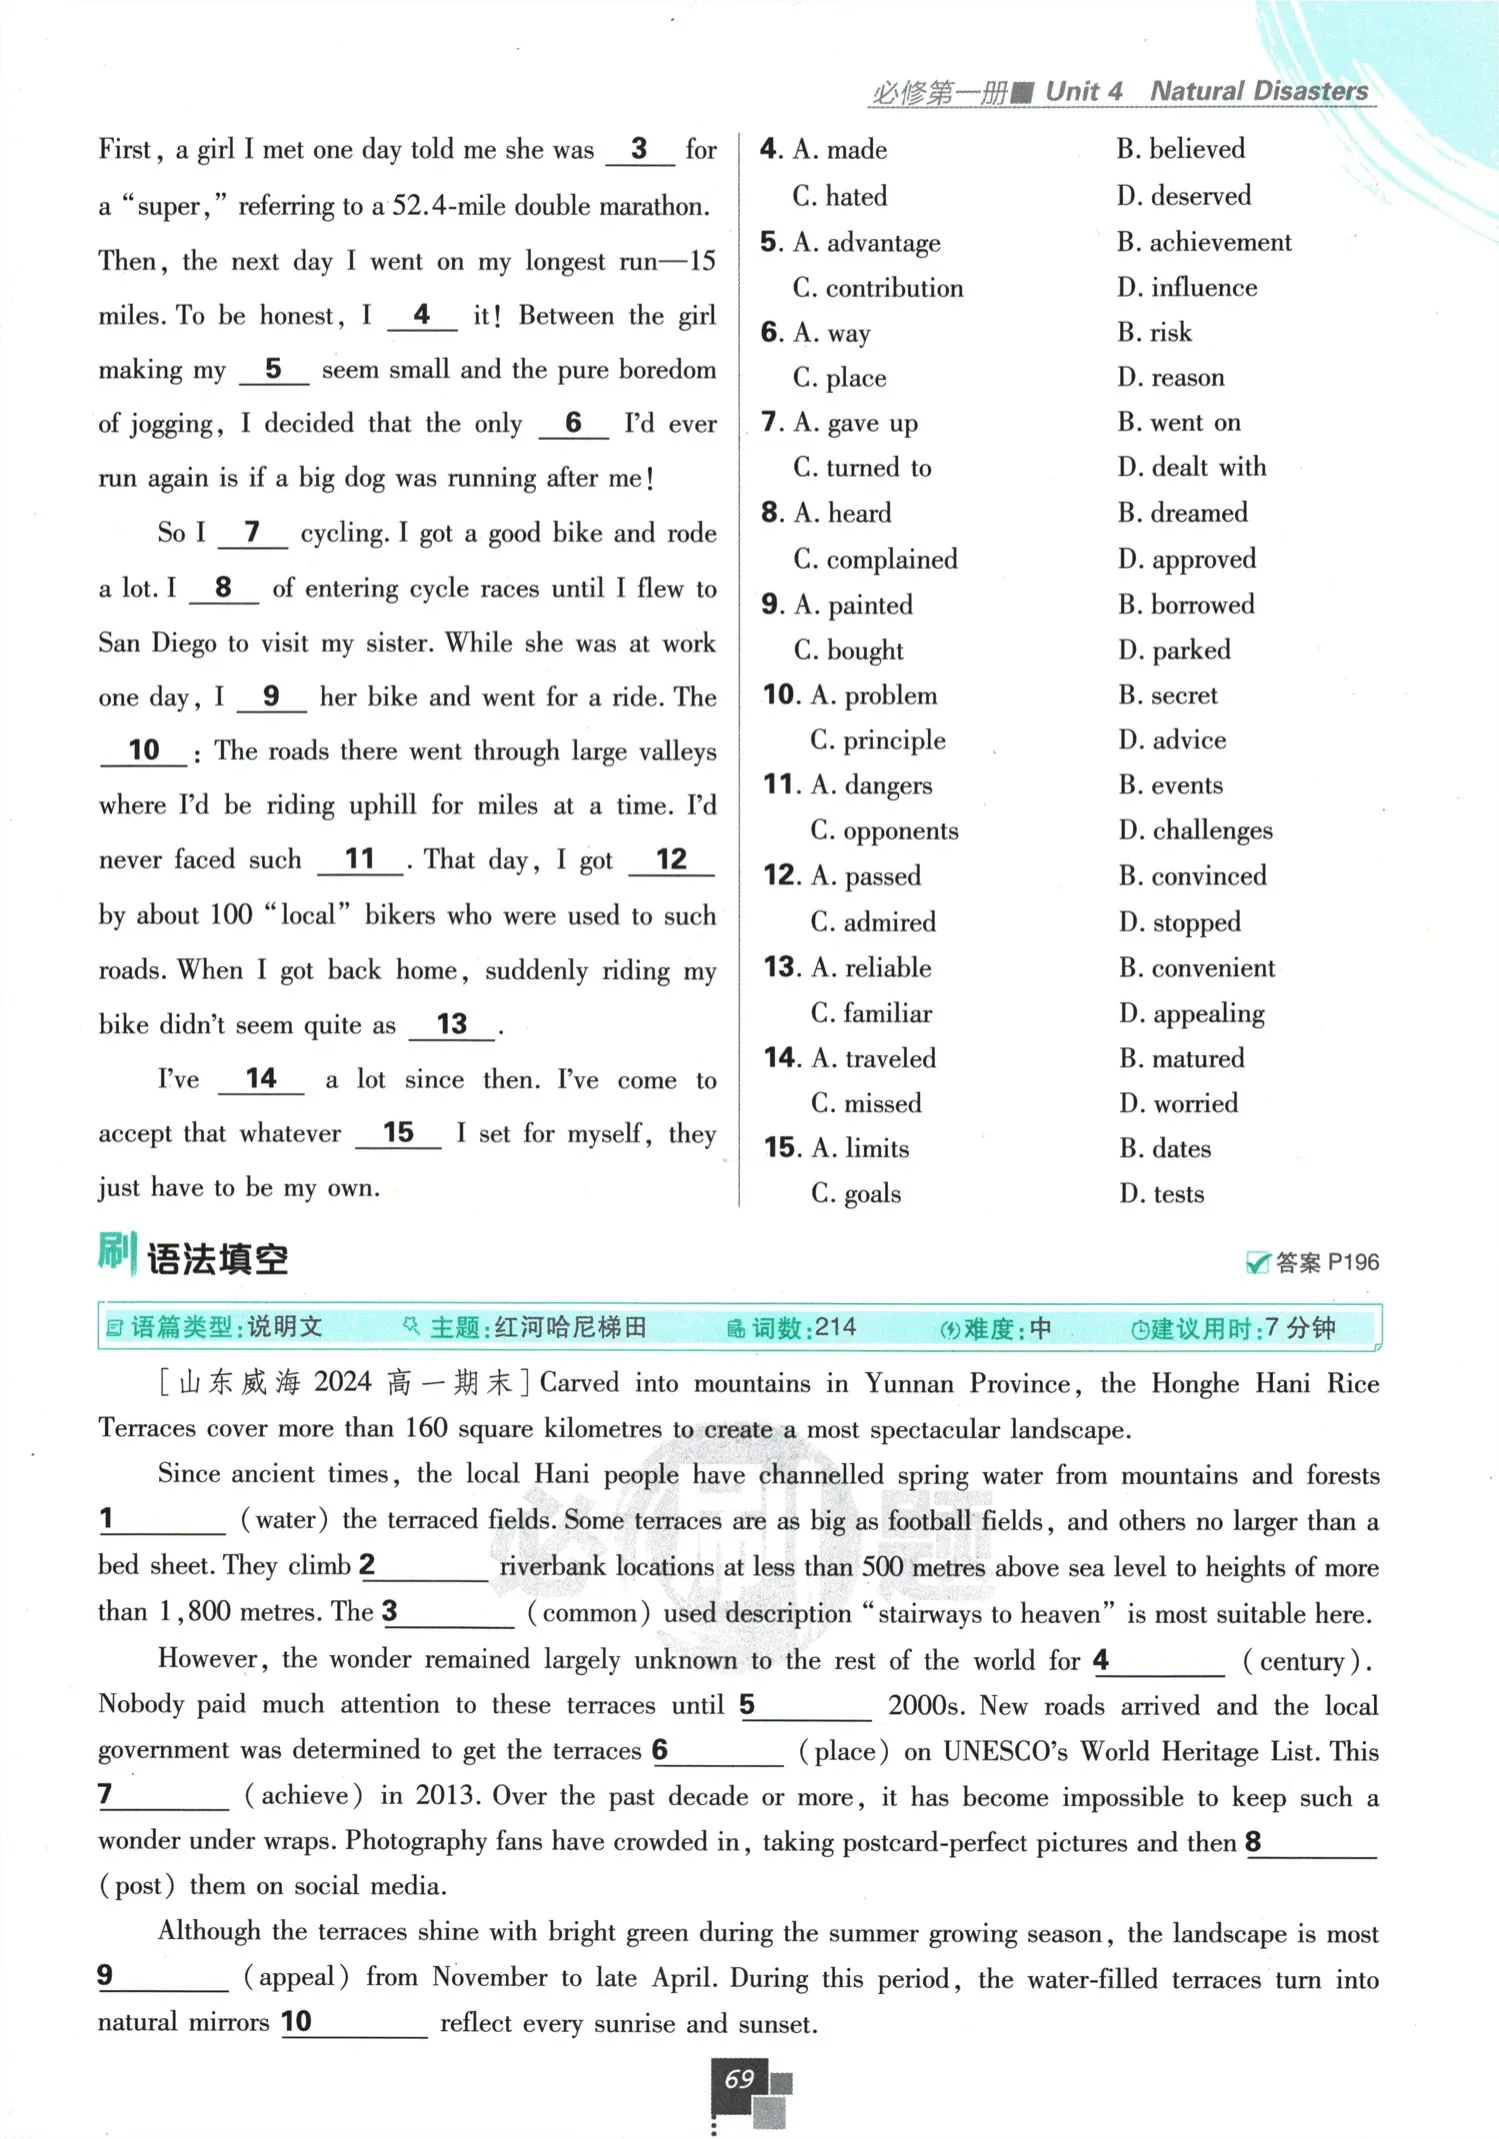 必修第一册 Unit 4 Natural Disasters
First, a girl I met one day told me she was 3 for
a “super,” referring to a 52.4-mile double marathon.
Then, the next day I went on my longest run—15
miles. To be honest, I 4 it! Between the girl
making my 5 seem small and the pure boredom
of jogging, I decided that the only 6 I’d ever
run again is if a big dog was running after me!
So I 7 cycling. I got a good bike and rode
a lot. I 8 of entering cycle races until I flew to
San Diego to visit my sister. While she was at work
one day, I 9 her bike and went for a ride. The
10 : The roads there went through large valleys
where I’d be riding uphill for miles at a time. I’d
never faced such 11 . That day, I got 12
by about 100 “local” bikers who were used to such
roads. When I got back home, suddenly riding my
bike didn’t seem quite as 13 .
I’ve 14 a lot since then. I’ve come to
accept that whatever 15 I set for myself, they
just have to be my own.
4. A. made B. believed
C. hated D. deserved
5. A. advantage B. achievement
C. contribution D. influence
6. A. way B. risk
C. place D. reason
7. A. gave up B. went on
C. turned to D. dealt with
8. A. heard B. dreamed
C. complained D. approved
9. A. painted B. borrowed
C. bought D. parked
10. A. problem B. secret
C. principle D. advice
11. A. dangers B. events
C. opponents D. challenges
12. A. passed B. convinced
C. admired D. stopped
13. A. reliable B. convenient
C. familiar D. appealing
14. A. traveled B. matured
C. missed D. worried
15. A. limits B. dates
C. goals D. tests
刷 语法填空 答案 P196
语篇类型:说明文 主题:红河哈尼梯田 词数:214 难度:中 建议用时:7 分钟
[山东威海 2024 高一期末] Carved into mountains in Yunnan Province, the Honghe Hani Rice
Terraces cover more than 160 square kilometres to create a most spectacular landscape.
Since ancient times, the local Hani people have channelled spring water from mountains and forests
1 (water) the terraced fields. Some terraces are as big as football fields, and others no larger than a
bed sheet. They climb 2 riverbank locations at less than 500 metres above sea level to heights of more
than 1,800 metres. The 3 (common) used description “stairways to heaven” is most suitable here.
However, the wonder remained largely unknown to the rest of the world for 4 (century).
Nobody paid much attention to these terraces until 5 2000s. New roads arrived and the local
government was determined to get the terraces 6 (place) on UNESCO’s World Heritage List. This
7 (achieve) in 2013. Over the past decade or more, it has become impossible to keep such a
wonder under wraps. Photography fans have crowded in, taking postcard-perfect pictures and then 8
(post) them on social media.
Although the terraces shine with bright green during the summer growing season, the landscape is most
9 (appeal) from November to late April. During this period, the water-filled terraces turn into
natural mirrors 10 reflect every sunrise and sunset.
必刷题
69